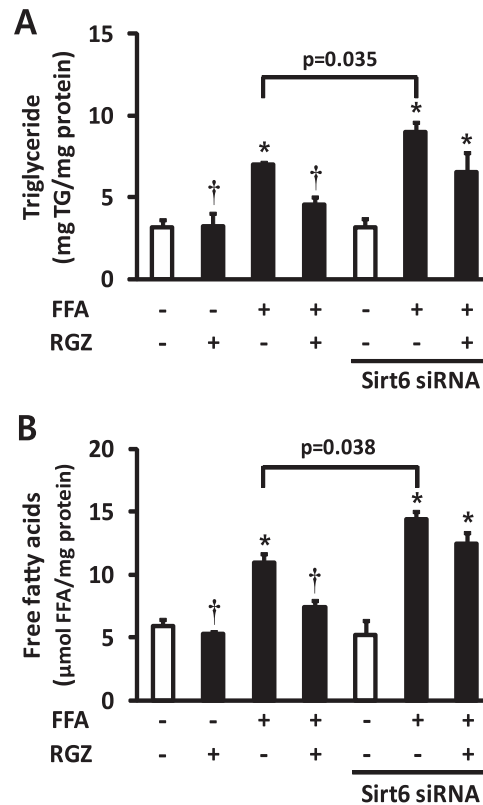 A
Triglyceride
(mg TG/mg protein)
15
10
5
0
p=0.035
* † * † * *
FFA - - + + - + +
RGZ - + - + - - +
Sirt6 siRNA
B
Free fatty acids
(µmol FFA/mg protein)
20
15
10
5
0
p=0.038
† * † * *
FFA - - + + - + +
RGZ - + - + - - +
Sirt6 siRNA